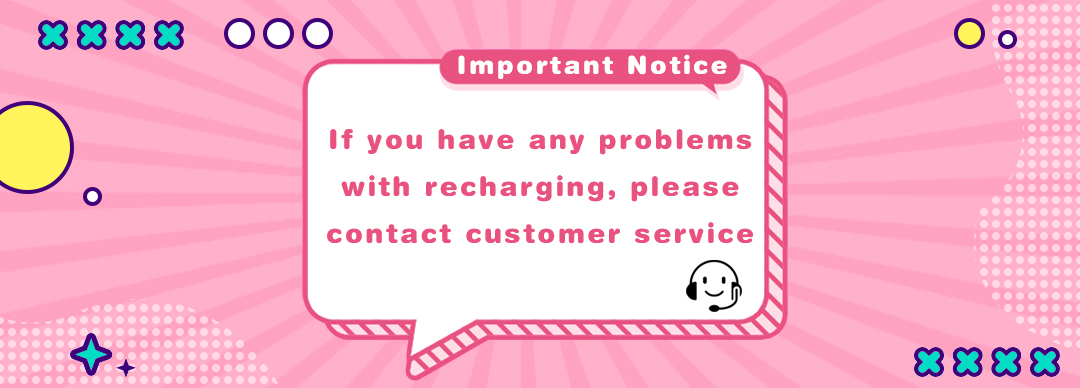 Important Notice
If you have any problems
with recharging, please
contact customer service